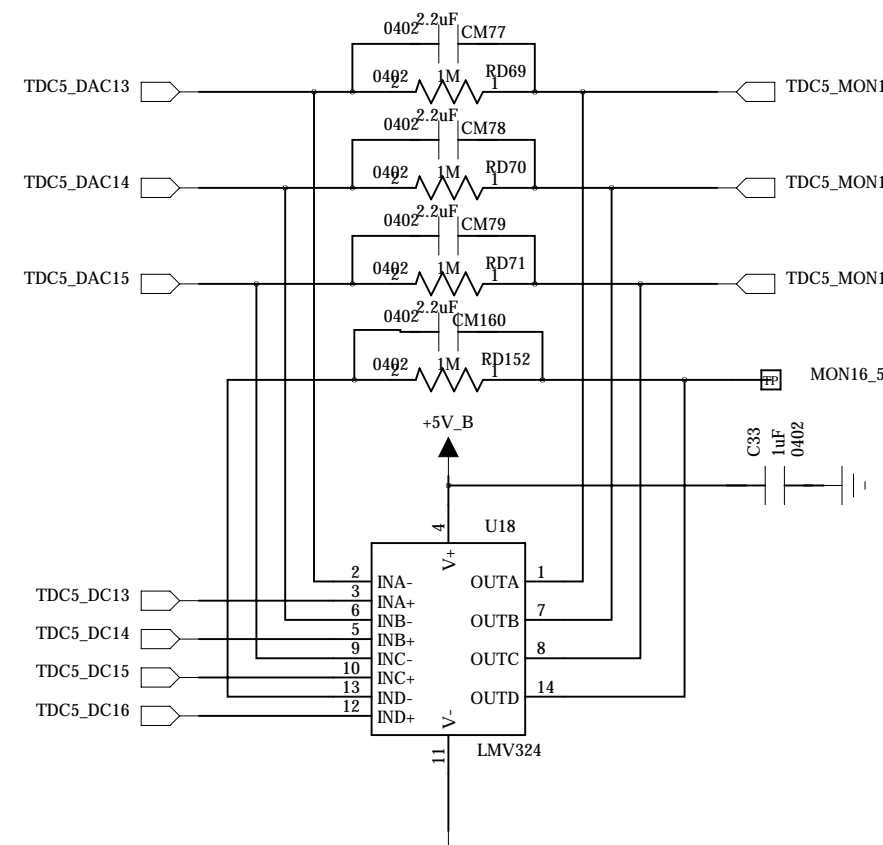 0402 2.2uF CM77
TDC5_DAC13 0402 2 1M 1 RD69 TDC5_MON1
0402 2.2uF CM78
TDC5_DAC14 0402 2 1M 1 RD70 TDC5_MON1
0402 2.2uF CM79
TDC5_DAC15 0402 2 1M 1 RD71 TDC5_MON1
0402 2.2uF CM160
0402 2 1M 1 RD152 TP MON16_5
+5V_B
C33
1uF
0402
4 U18
V+
2 INA- OUTA 1
TDC5_DC13 3 INA+
6 INB- OUTB 7
TDC5_DC14 5 INB+
9 INC- OUTC 8
TDC5_DC15 10 INC+
13 IND- OUTD 14
TDC5_DC16 12 IND+
V-
11 LMV324